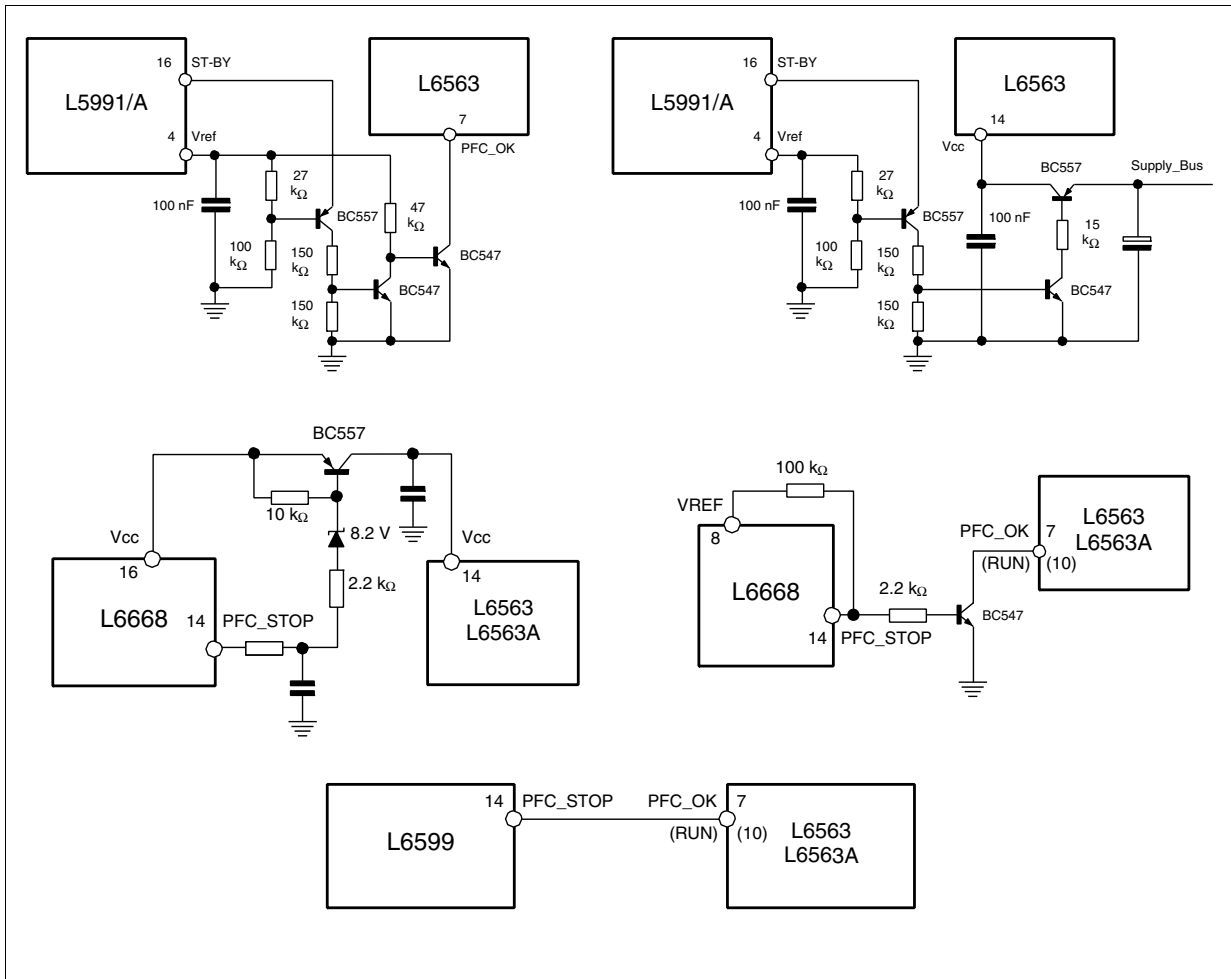 16
ST-BY
L5991/A
L6563
4
Vref
7
PFC_OK
27
kΩ
100 nF
BC557
47
kΩ
100
kΩ
150
kΩ
BC547
BC547
150
kΩ
16
ST-BY
L5991/A
L6563
4
Vref
14
Vcc
27
kΩ
100 nF
BC557
BC557
Supply_Bus
100 nF
15
kΩ
100
kΩ
150
kΩ
BC547
150
kΩ
BC557
10 kΩ
8.2 V
Vcc
16
Vcc
14
2.2 kΩ
L6668
14
PFC_STOP
L6563
L6563A
100 kΩ
VREF
8
PFC_OK
7
L6563
L6563A
(RUN)
(10)
L6668
2.2 kΩ
BC547
14
PFC_STOP
14
PFC_STOP
PFC_OK
7
(RUN)
(10)
L6599
L6563
L6563A